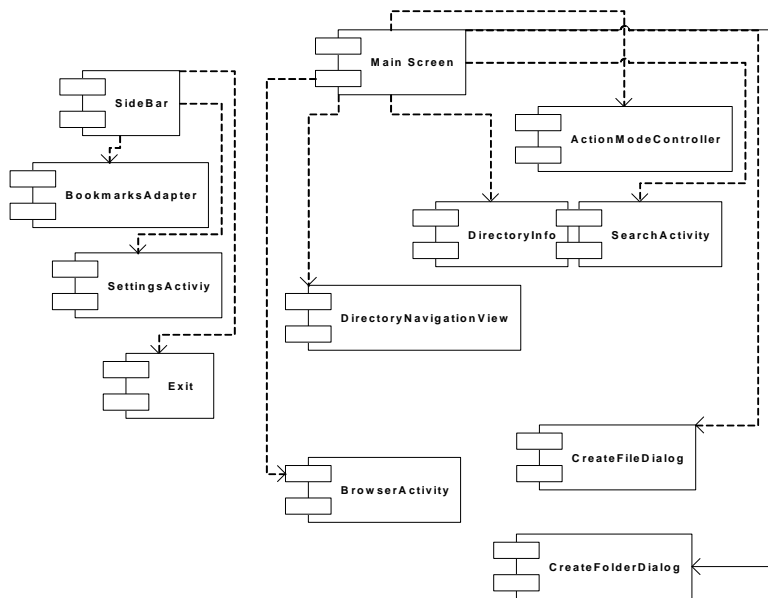 Main Screen
SideBar
ActionModeController
BookmarksAdapter
DirectoryInfo
SearchActivity
SettingsActiviy
DirectoryNavigationView
Exit
CreateFileDialog
BrowserActivity
CreateFolderDialog